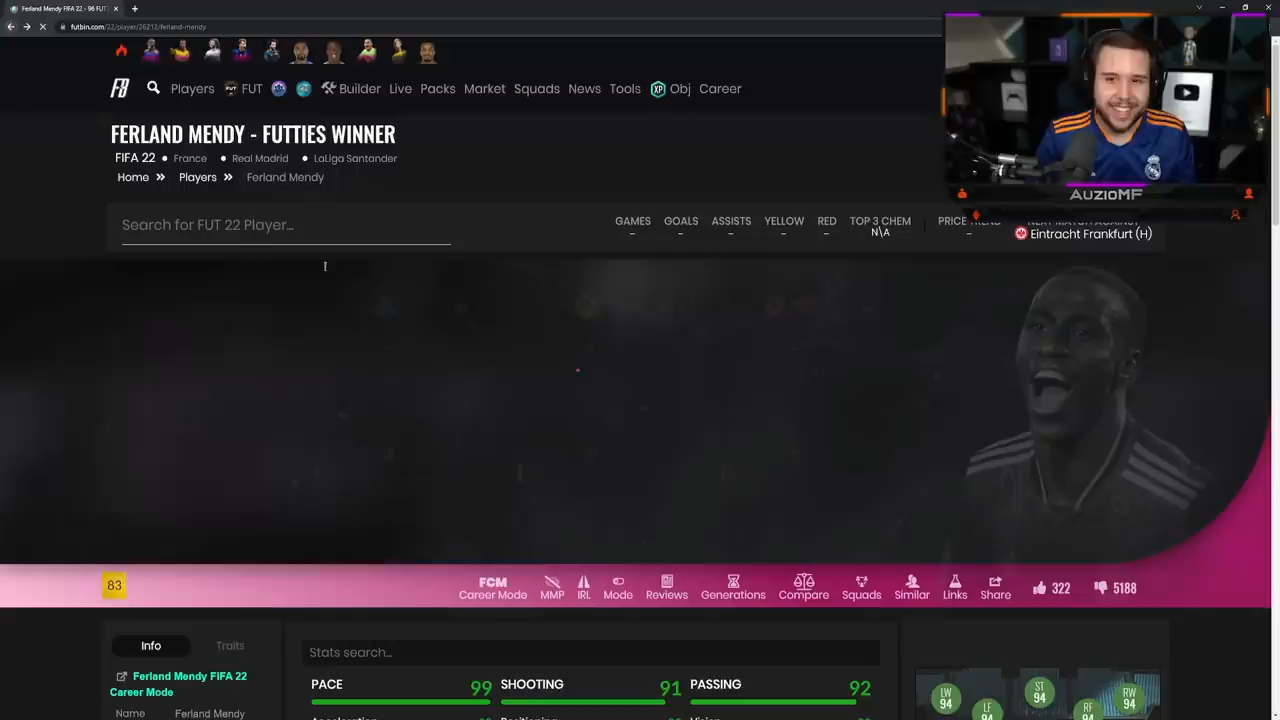 Ferland Mendy FIFA 22 - 96 FUT
futbin.com/22/player/26212/ferland-mendy
Players FUT Builder Live Packs Market Squads News Tools XP Obj Career
FERLAND MENDY - FUTTIES WINNER
FIFA 22 • France • Real Madrid • LaLiga Santander
Home Players Ferland Mendy
AUZIOMF
Search for FUT 22 Player...
GAMES GOALS ASSISTS YELLOW RED TOP 3 CHEM
- - - - - N\A -
Eintracht Frankfurt (H)
83
FCM
Career Mode MMP IRL Mode Reviews Generations Compare Squads Similar Links Share 322 5188
Info Traits
Stats search...
Ferland Mendy FIFA 22
Career Mode
Name Ferland Mendy
PACE 99 SHOOTING 91 PASSING 92
LW
94
ST
94
RW
94
LF
94
RF
94